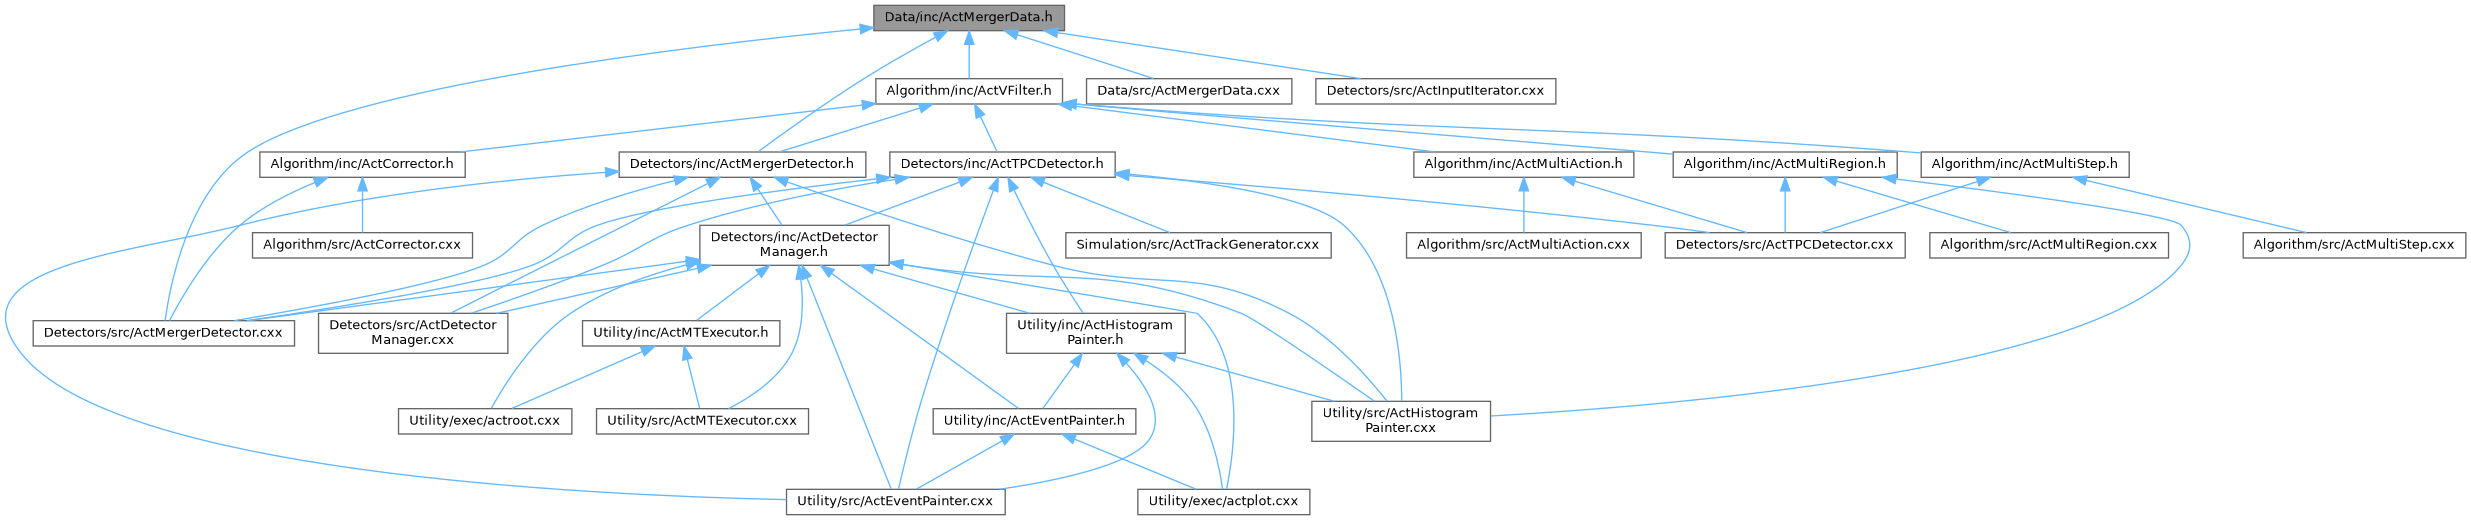 Data/inc/ActMergerData.h
Algorithm/inc/ActVFilter.h
Data/src/ActMergerData.cxx
Detectors/src/ActInputIterator.cxx
Algorithm/inc/ActCorrector.h
Detectors/inc/ActMergerDetector.h
Detectors/inc/ActTPCDetector.h
Algorithm/inc/ActMultiAction.h
Algorithm/inc/ActMultiRegion.h
Algorithm/inc/ActMultiStep.h
Algorithm/src/ActCorrector.cxx
Detectors/inc/ActDetector
Manager.h
Simulation/src/ActTrackGenerator.cxx
Algorithm/src/ActMultiAction.cxx
Detectors/src/ActTPCDetector.cxx
Algorithm/src/ActMultiRegion.cxx
Algorithm/src/ActMultiStep.cxx
Detectors/src/ActMergerDetector.cxx
Detectors/src/ActDetector
Manager.cxx
Utility/inc/ActMTExecutor.h
Utility/inc/ActHistogram
Painter.h
Utility/exec/actroot.cxx
Utility/src/ActMTExecutor.cxx
Utility/inc/ActEventPainter.h
Utility/src/ActHistogram
Painter.cxx
Utility/src/ActEventPainter.cxx
Utility/exec/actplot.cxx